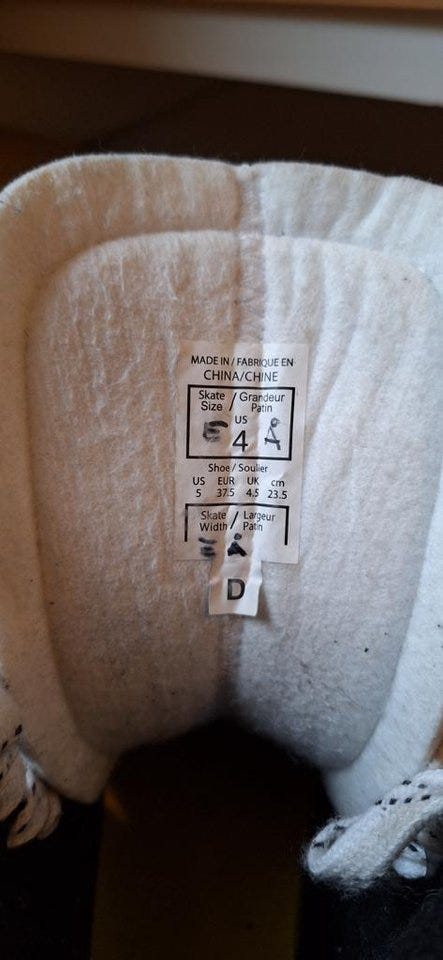 MADE IN / FABRIQUE EN
CHINA/CHINE
Skate / Grandeur
Size / Patin
US
E 4 Å
Shoe / Soulier
US EUR UK cm
5 37.5 4.5 23.5
Skate / Largeur
Width / Patin
E Å
D